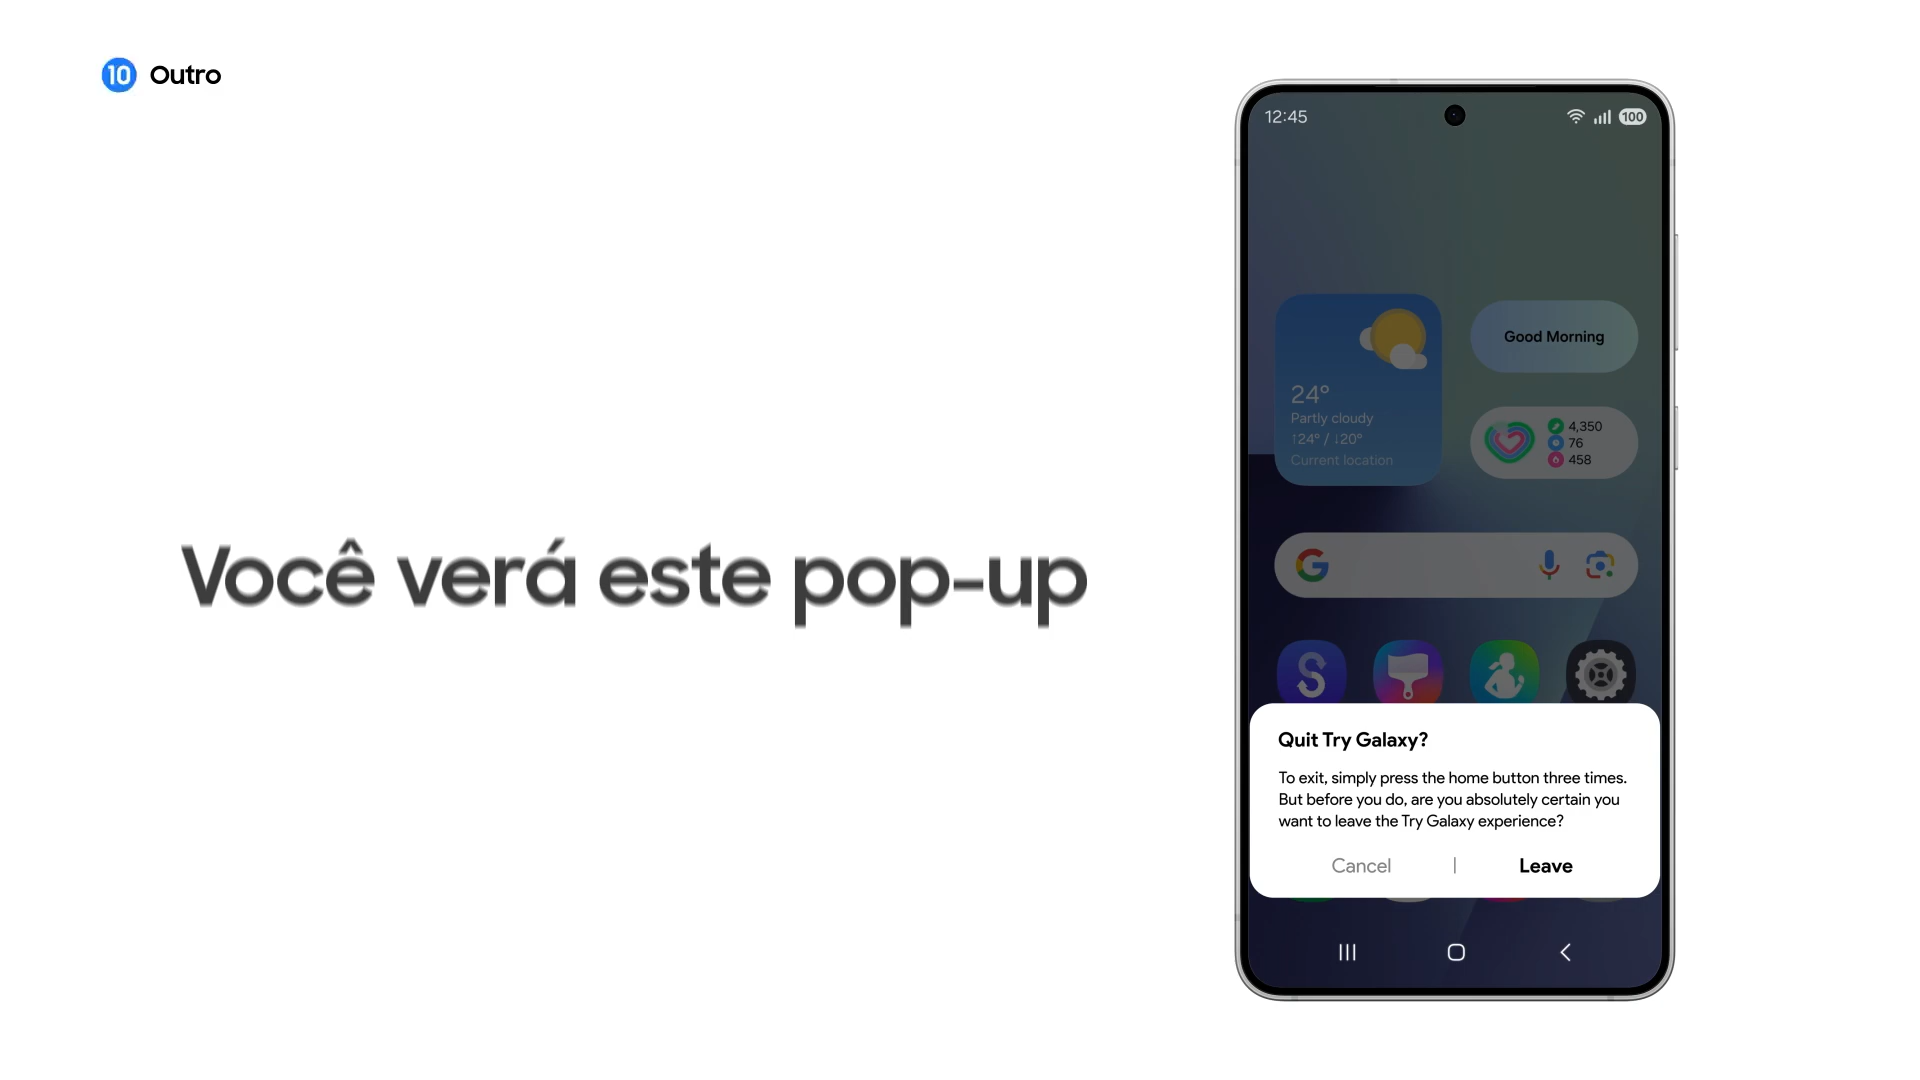 10 Outro
Você verá este pop-up
12:45
100
Good Morning
24°
Partly cloudy
↑24° / ↓20°
Current location
4,350
76
458
Quit Try Galaxy?
To exit, simply press the home button three times.
But before you do, are you absolutely certain you
want to leave the Try Galaxy experience?
Cancel | Leave